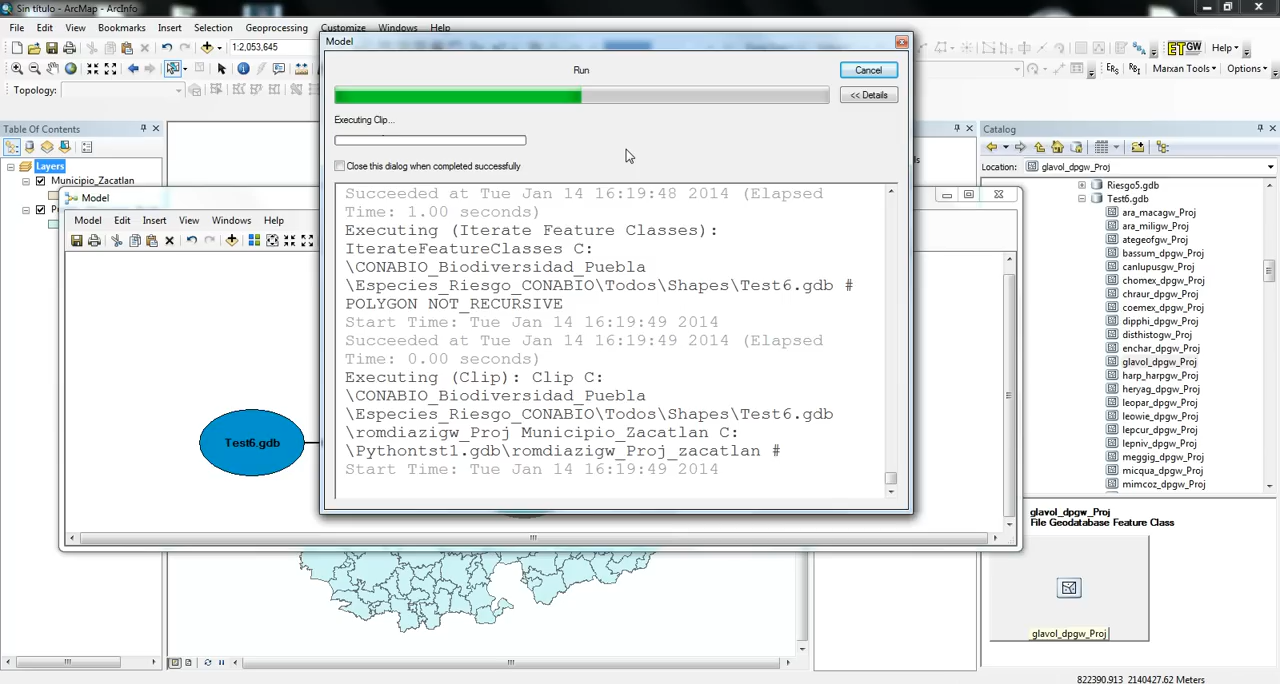 Sin título - ArcMap - ArcInfo
File Edit View Bookmarks Insert Selection Geoprocessing Customize Windows Help
1:2,053,645
ET GW Help
Topology:
Marxan Tools Options
Table Of Contents
Layers
Municipio_Zacatlan
Model
Model Edit Insert View Windows Help
Test6.gdb
Model
Run
Cancel
<< Details
Executing Clip...
Close this dialog when completed successfully
Succeeded at Tue Jan 14 16:19:48 2014 (Elapsed
Time: 1.00 seconds)
Executing (Iterate Feature Classes):
IterateFeatureClasses C:
\CONABIO_Biodiversidad_Puebla
\Especies_Riesgo_CONABIO\Todos\Shapes\Test6.gdb #
POLYGON NOT_RECURSIVE
Start Time: Tue Jan 14 16:19:49 2014
Succeeded at Tue Jan 14 16:19:49 2014 (Elapsed
Time: 0.00 seconds)
Executing (Clip): Clip C:
\CONABIO_Biodiversidad_Puebla
\Especies_Riesgo_CONABIO\Todos\Shapes\Test6.gdb
\romdiazigw_Proj Municipio_Zacatlan C:
\Pythontst1.gdb\romdiazigw_Proj_zacatlan #
Start Time: Tue Jan 14 16:19:49 2014
Catalog
Location: glavol_dpgw_Proj
Riesgo5.gdb
Test6.gdb
ara_macagw_Proj
ara_miligw_Proj
ategeofgw_Proj
bassum_dpgw_Proj
canlupusgw_Proj
chomex_dpgw_Proj
chraur_dpgw_Proj
coemex_dpgw_Proj
dipphi_dpgw_Proj
disthistogw_Proj
enchar_dpgw_Proj
glavol_dpgw_Proj
harp_harpgw_Proj
heryag_dpgw_Proj
leopar_dpgw_Proj
leowie_dpgw_Proj
lepcur_dpgw_Proj
lepniv_dpgw_Proj
meggig_dpgw_Proj
micqua_dpgw_Proj
mimcoz_dpgw_Proj
glavol_dpgw_Proj
File Geodatabase Feature Class
glavol_dpgw_Proj
822390.913 2140427.62 Meters